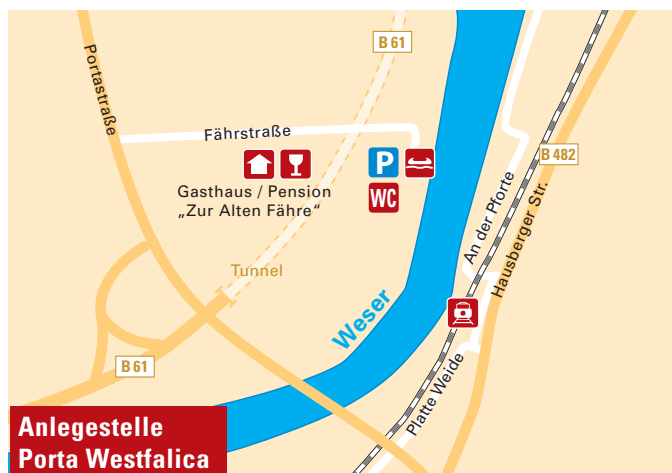 B 61
Portastraße
Fährstraße
P
WC
Gasthaus / Pension
„Zur Alten Fähre“
B 482
An der Pforte
Hausberger Str.
Tunnel
Weser
B 61
Platte Weide
Anlegestelle
Porta Westfalica